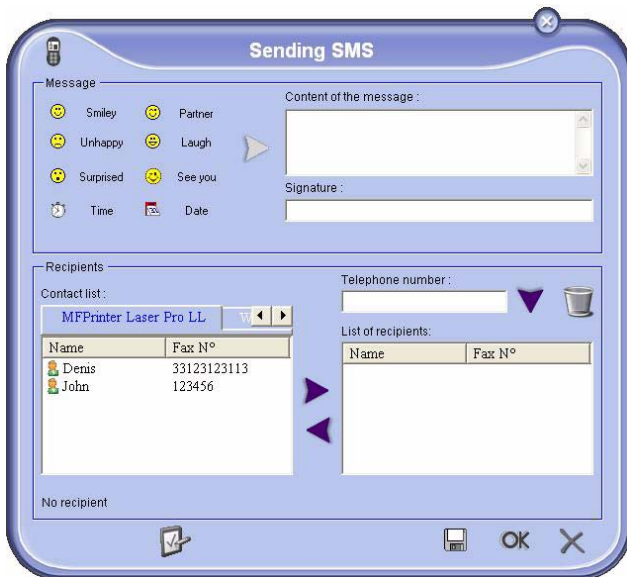 Sending SMS
Message
Smiley Partner
Unhappy Laugh
Surprised See you
Time Date
Content of the message :
Signature :
Recipients
Contact list :
MFPrinter Laser Pro LL
Name Fax N°
Denis 33123123113
John 123456
Telephone number :
List of recipients:
Name Fax N°
No recipient
OK